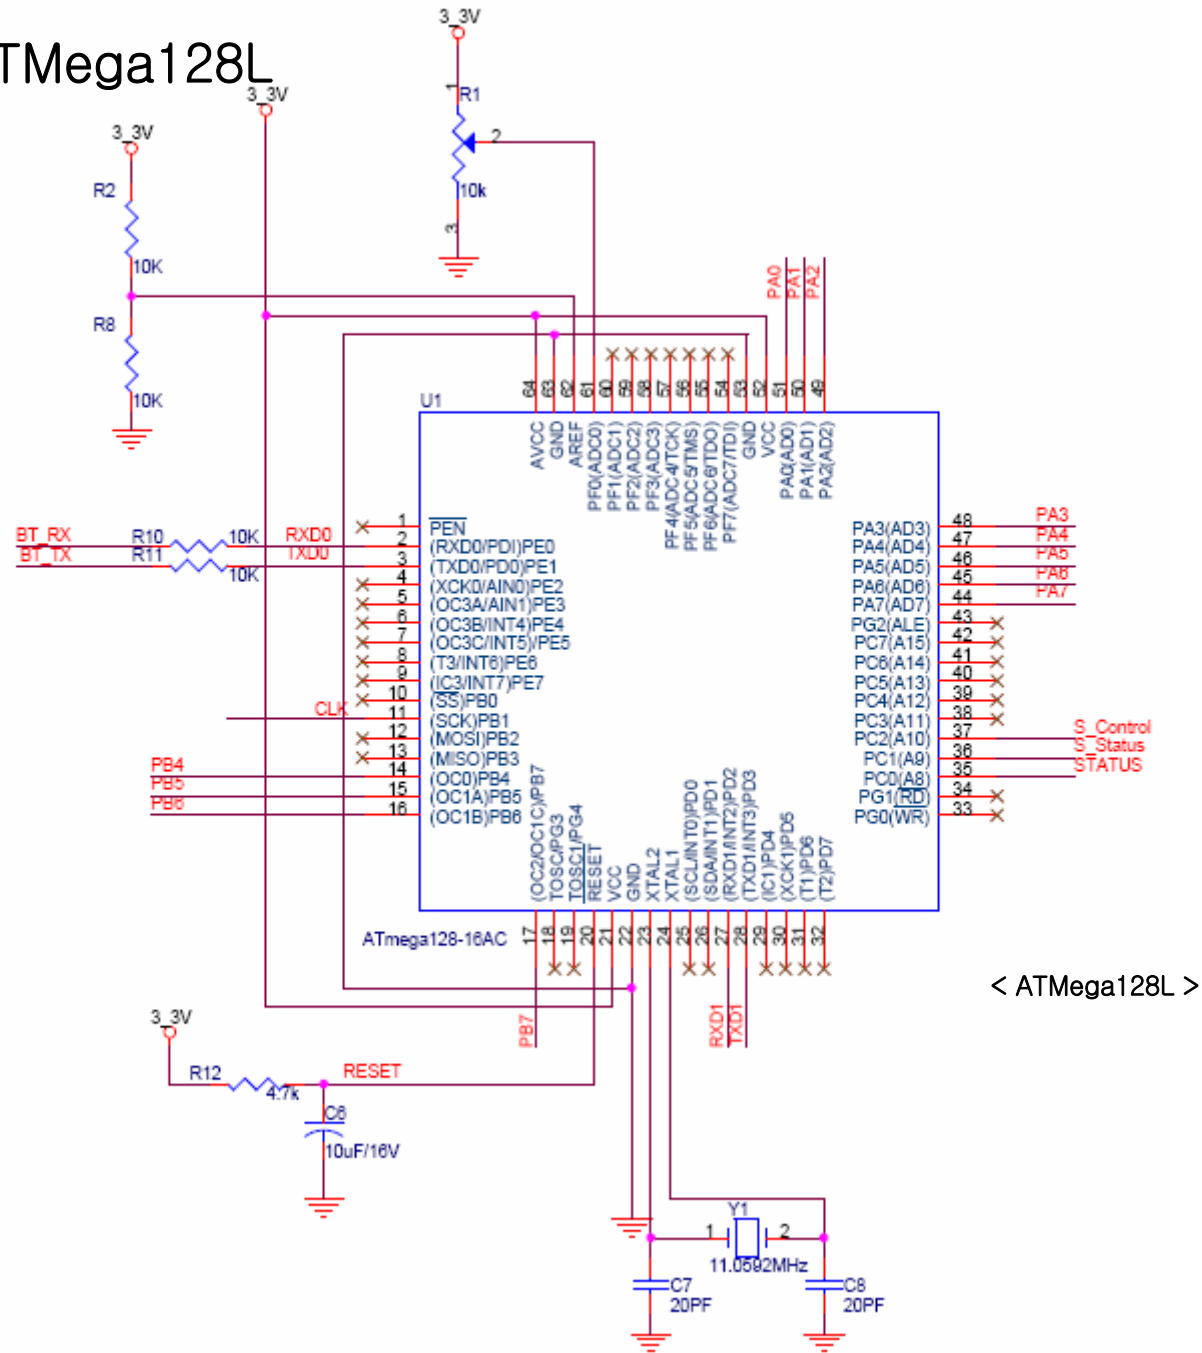 TMega128L
3_3V
3_3V
3_3V
1
R1
2
10k
3
R2
10K
R8
10K
PA0
PA1
PA2
64
63
62
61
60
59
58
57
56
55
54
53
52
51
50
49
U1
AVCC
GND
AREF
PF0(ADC0)
PF1(ADC1)
PF2(ADC2)
PF3(ADC3)
PF4(ADC4/TCK)
PF5(ADC5/TMS)
PF6(ADC6/TDO)
PF7(ADC7/TDI)
GND
VCC
PA0(AD0)
PA1(AD1)
PA2(AD2)
BT_RX R10 10K RXD0
BT_TX R11 10K TXD0
1 PEN
2 (RXD0/PDI)PE0
3 (TXD0/PD0)PE1
4 (XCK0/AIN0)PE2
5 (OC3A/AIN1)PE3
6 (OC3B/INT4)PE4
7 (OC3C/INT5)/PE5
8 (T3/INT6)PE6
9 (IC3/INT7)PE7
10 (SS)PB0
CLK 11 (SCK)PB1
12 (MOSI)PB2
13 (MISO)PB3
PB4 14 (OC0)PB4
PB5 15 (OC1A)PB5
PB6 16 (OC1B)PB6
PA3(AD3) 48 PA3
PA4(AD4) 47 PA4
PA5(AD5) 46 PA5
PA6(AD6) 45 PA6
PA7(AD7) 44 PA7
PG2(ALE) 43
PC7(A15) 42
PC6(A14) 41
PC5(A13) 40
PC4(A12) 39
PC3(A11) 38
PC2(A10) 37 S_Control
PC1(A9) 36 S_Status
PC0(A8) 35 STATUS
PG1(RD) 34
PG0(WR) 33
(OC2/OC1C)/PB7
TOSC/PG3
TOSC1/PG4
RESET
VCC
GND
XTAL2
XTAL1
(SCL/INT0)PD0
(SDA/INT1)PD1
(RXD1/INT2)PD2
(TXD1/INT3)PD3
(IC1)PD4
(XCK1)PD5
(T1)PD6
(T2)PD7
ATmega128-16AC
17
18
19
20
21
22
23
24
25
26
27
28
29
30
31
32
< ATMega128L >
PB7
RXD1
TXD1
3_3V
R12
4.7k
RESET
C6
10uF/16V
Y1
1
2
11.0592MHz
C7
20PF
C8
20PF